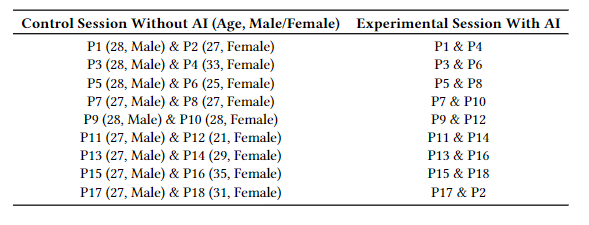 Control Session Without AI (Age, Male/Female) Experimental Session With AI
P1 (28, Male) & P2 (27, Female) P1 & P4
P3 (28, Male) & P4 (33, Female) P3 & P6
P5 (28, Male) & P6 (25, Female) P5 & P8
P7 (27, Male) & P8 (27, Female) P7 & P10
P9 (28, Male) & P10 (28, Female) P9 & P12
P11 (27, Male) & P12 (21, Female) P11 & P14
P13 (27, Male) & P14 (29, Female) P13 & P16
P15 (27, Male) & P16 (35, Female) P15 & P18
P17 (27, Male) & P18 (31, Female) P17 & P2